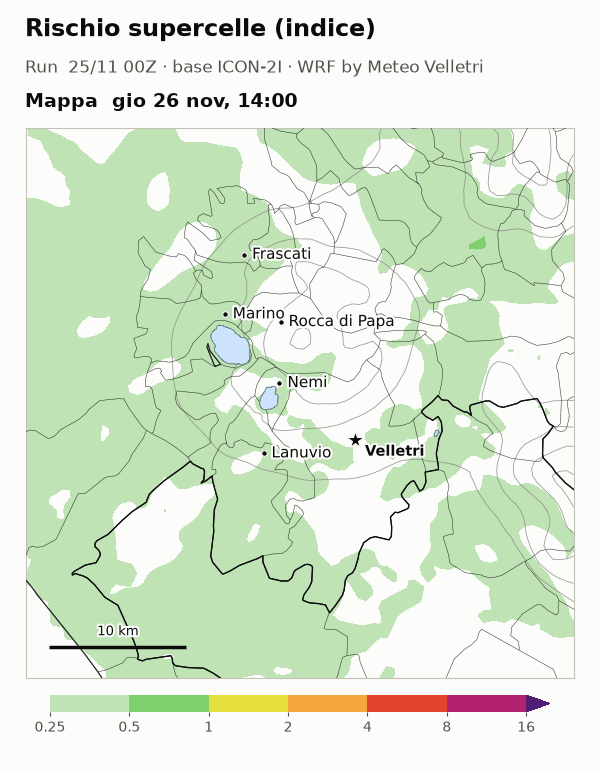 Rischio supercelle (indice)
Run  25/11 00Z · base ICON-2I · WRF by Meteo Velletri
Mappa  gio 26 nov, 14:00
Frascati
Marino
Rocca di Papa
Nemi
Velletri
Lanuvio
10 km
0.25 0.5 1 2 4 8 16